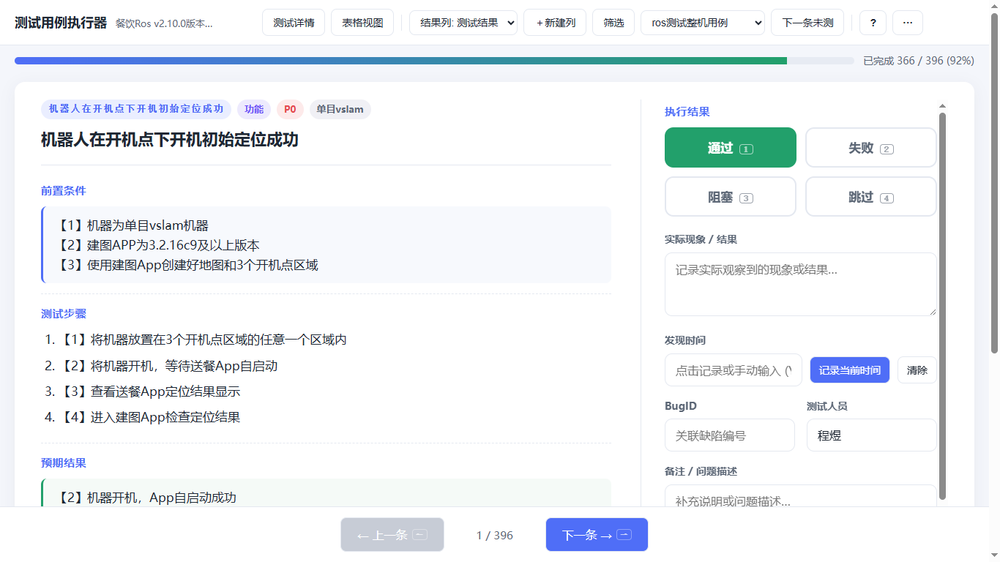 测试用例执行器
餐饮Ros v2.10.0版本...
测试详情
表格视图
结果列: 测试结果
+ 新建列
筛选
ros测试整机用例
下一条未测
?
···
已完成 366 / 396 (92%)
机器人在开机点下开机初始定位成功
功能
P0
单目vslam
机器人在开机点下开机初始定位成功
前置条件
【1】机器为单目vslam机器
【2】建图APP为3.2.16c9及以上版本
【3】使用建图App创建好地图和3个开机点区域
测试步骤
1. 【1】将机器放置在3个开机点区域的任意一个区域内
2. 【2】将机器开机，等待送餐App自启动
3. 【3】查看送餐App定位结果显示
4. 【4】进入建图App检查定位结果
预期结果
【2】机器开机，App自启动成功
执行结果
通过 1
失败 2
阻塞 3
跳过 4
实际现象 / 结果
记录实际观察到的现象或结果...
发现时间
点击记录或手动输入 (Y
记录当前时间
清除
BugID
测试人员
关联缺陷编号
程煜
备注 / 问题描述
补充说明或问题描述...
← 上一条 ←
1 / 396
下一条 → →